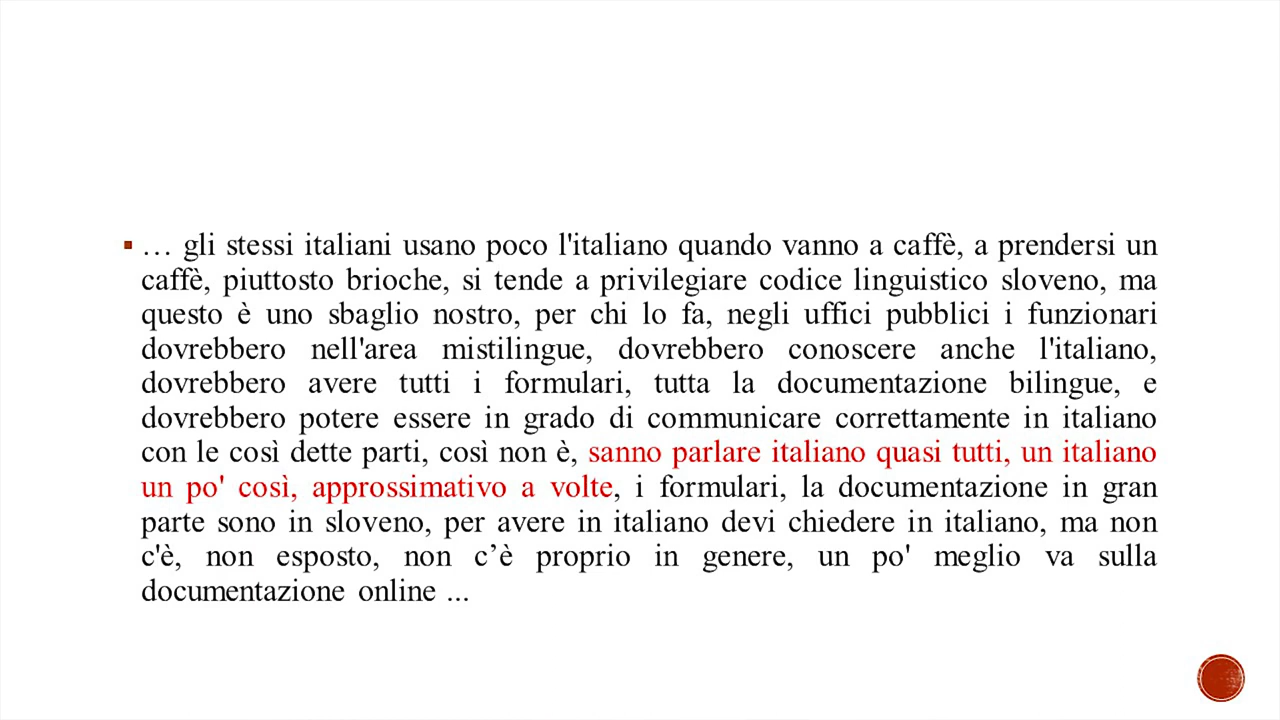 … gli stessi italiani usano poco l'italiano quando vanno a caffè, a prendersi un
caffè, piuttosto brioche, si tende a privilegiare codice linguistico sloveno, ma
questo è uno sbaglio nostro, per chi lo fa, negli uffici pubblici i funzionari
dovrebbero nell'area mistilingue, dovrebbero conoscere anche l'italiano,
dovrebbero avere tutti i formulari, tutta la documentazione bilingue, e
dovrebbero potere essere in grado di communicare correttamente in italiano
con le così dette parti, così non è, sanno parlare italiano quasi tutti, un italiano
un po' così, approssimativo a volte, i formulari, la documentazione in gran
parte sono in sloveno, per avere in italiano devi chiedere in italiano, ma non
c'è, non esposto, non c’è proprio in genere, un po' meglio va sulla
documentazione online ...